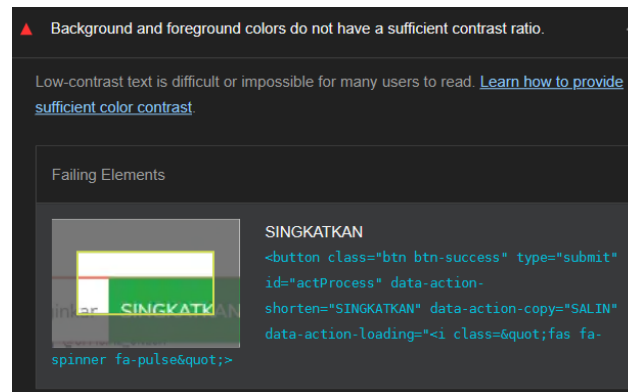 Background and foreground colors do not have a sufficient contrast ratio.
Low-contrast text is difficult or impossible for many users to read. Learn how to provide
sufficient color contrast.
Failing Elements
SINGKATKAN
SINGKATKAN
<button class="btn btn-success" type="submit"
id="actProcess" data-action-
shorten="SINGKATKAN" data-action-copy="SALIN"
data-action-loading="<i class=&quot;fas fa-
spinner fa-pulse&quot;>